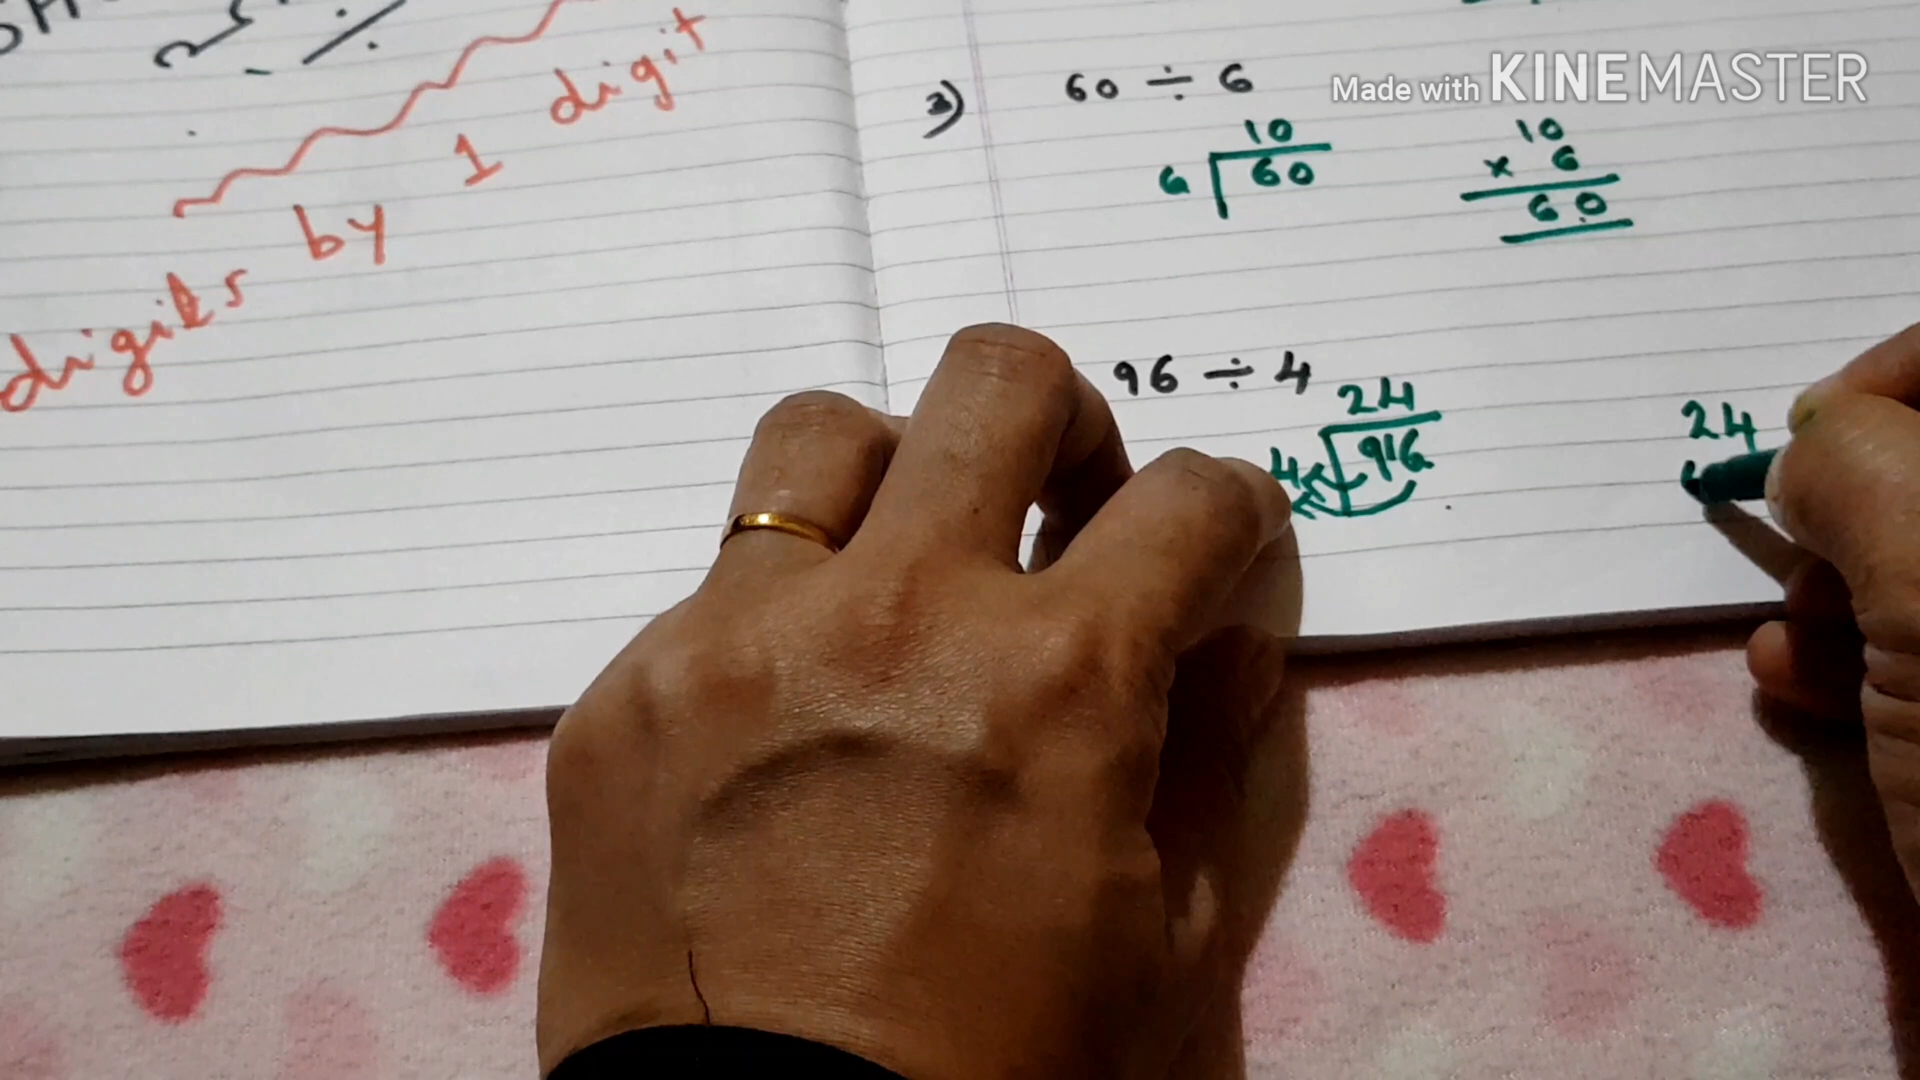 digits by 1 digit
Made with KINEMASTER
3) 60 ÷ 6
10
6 60
10
× 6
60
96 ÷ 4
24
4 916
24